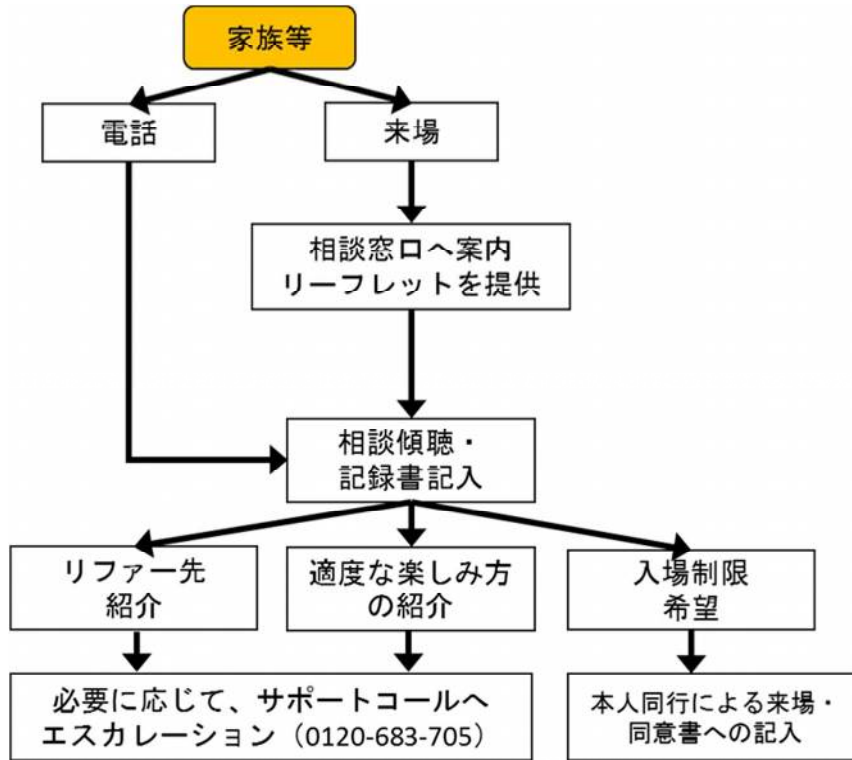 家族等
電話
来場
相談窓口へ案内
リーフレットを提供
相談傾聴・
記録書記入
リファー先
紹介
適度な楽しみ方
の紹介
入場制限
希望
必要に応じて、サポートコールへ
エスカレーション（0120-683-705）
本人同行による来場・
同意書への記入